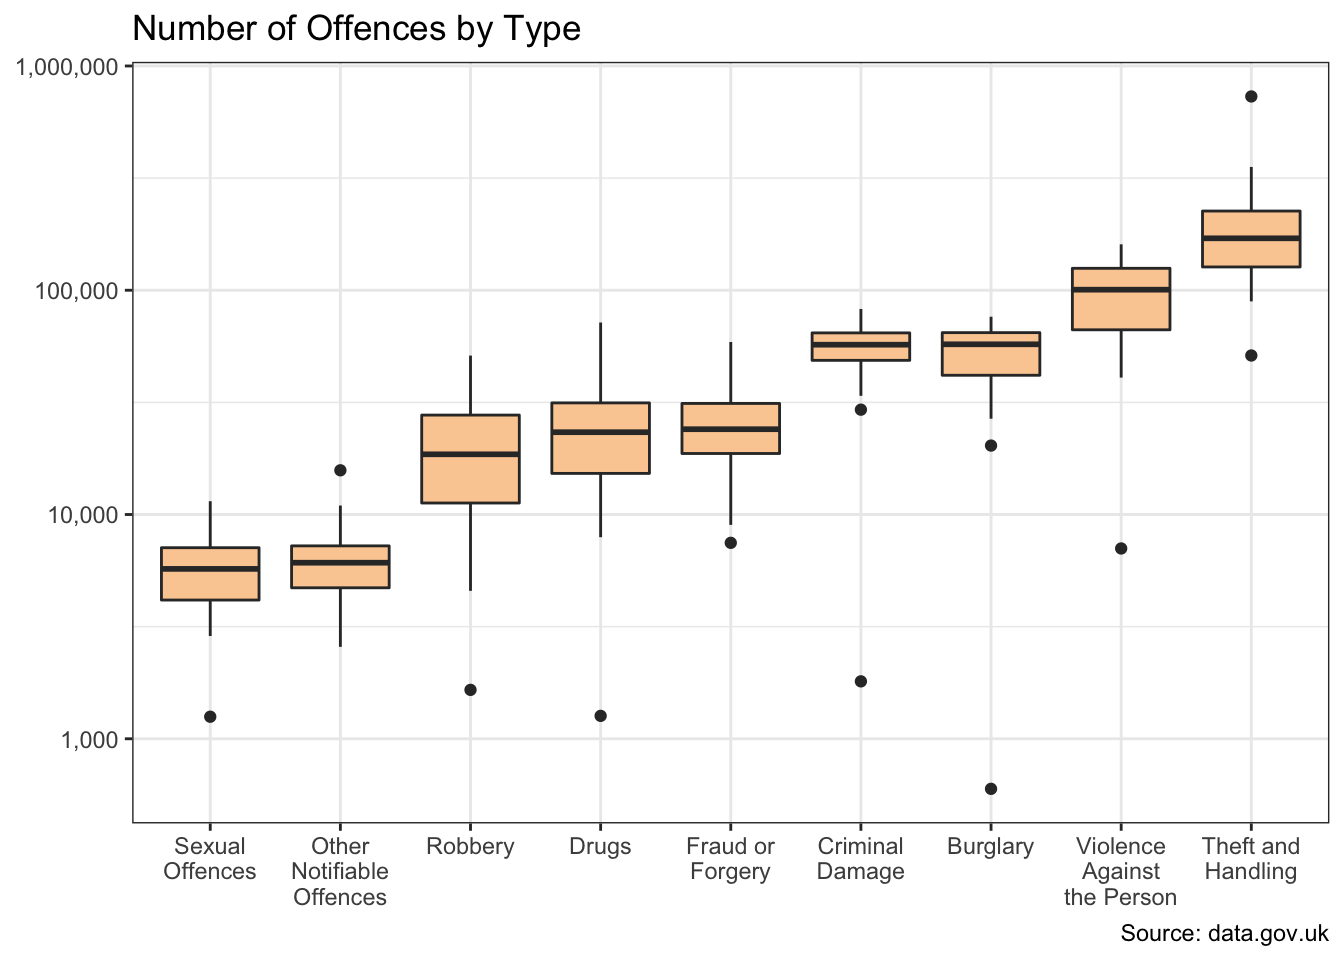 Number of Offences by Type
1,000,000
100,000
10,000
1,000
Sexual
Offences
Other
Notifiable
Offences
Robbery
Drugs
Fraud or
Forgery
Criminal
Damage
Burglary
Violence
Against
the Person
Theft and
Handling
Source: data.gov.uk